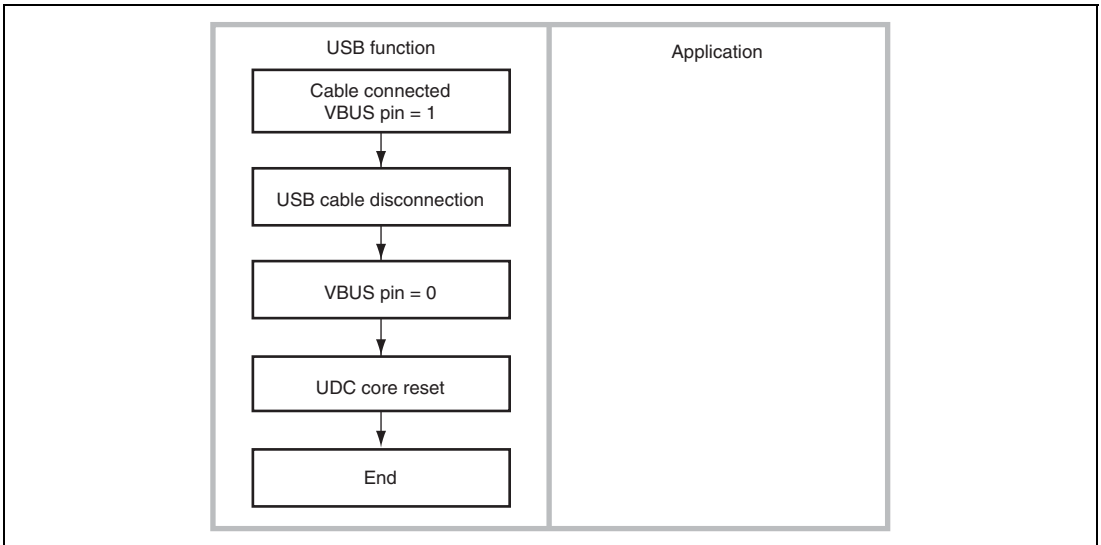 USB function
Application
Cable connected
VBUS pin = 1
USB cable disconnection
VBUS pin = 0
UDC core reset
End